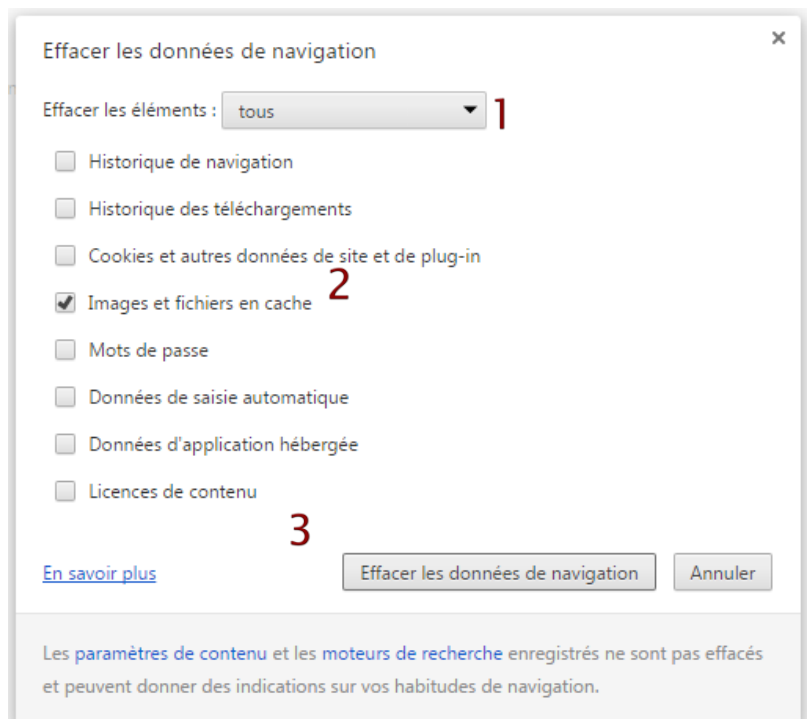 Effacer les données de navigation
×
Effacer les éléments : tous 1
Historique de navigation
Historique des téléchargements
Cookies et autres données de site et de plug-in
2
Images et fichiers en cache
Mots de passe
Données de saisie automatique
Données d'application hébergée
Licences de contenu
3
En savoir plus Effacer les données de navigation Annuler
Les paramètres de contenu et les moteurs de recherche enregistrés ne sont pas effacés
et peuvent donner des indications sur vos habitudes de navigation.